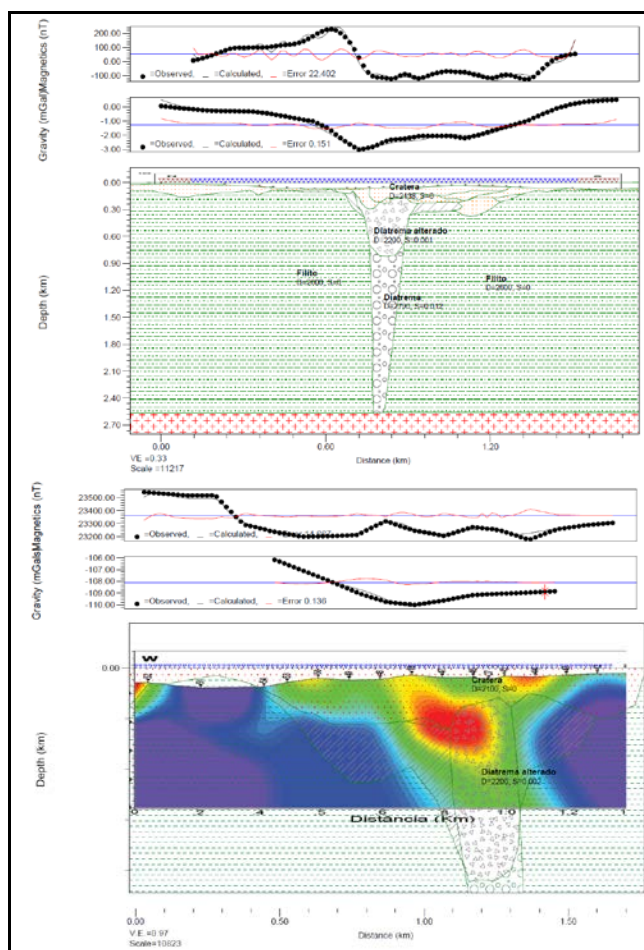 Magnetics (nT)
200.00
100.00
0.00
-100.00
=Observed, =Calculated, =Error 22.402
Gravity (mGal)
0.00
-1.00
-2.00
-3.00
=Observed, =Calculated, =Error 0.151
Depth (km)
0.00
0.30
0.60
0.90
1.20
1.50
1.80
2.10
2.40
2.70
Cratera
Diatrema alterado
D=2200, S=0.001
Filito
Filito
Diatrema
0.00
0.60
1.20
VE =0.33
Distance (km)
Scale =11217
Magnetics (nT)
23500.00
23400.00
23300.00
23200.00
=Observed, =Calculated, =Error
Gravity (mGals)
-106.00
-107.00
-108.00
-109.00
-110.00
=Observed, =Calculated, =Error 0.136
W
0.00
Depth (km)
Cratera
D=2100, S=0
Diatrema alterado
D=2200, S=0.002
Distância (Km)
0.00
0.50
1.00
1.50
V.E. =0.97
Distance (km)
Scale=10823